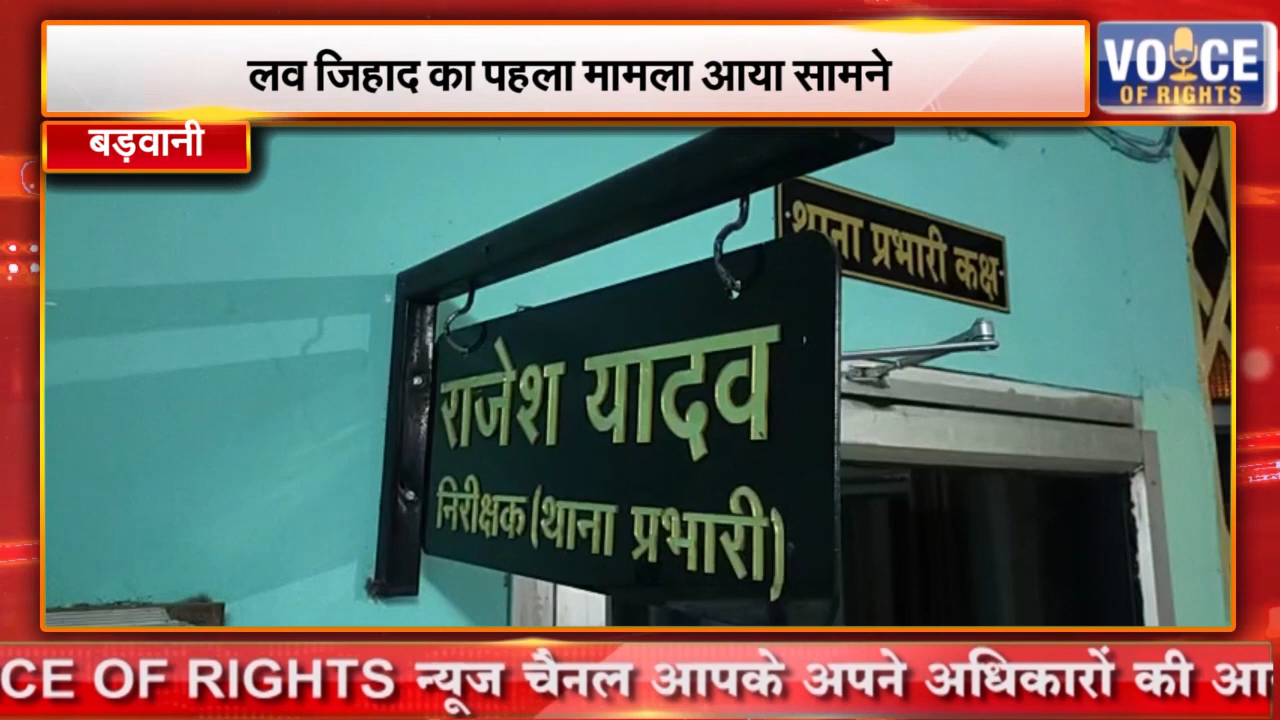 लव जिहाद का पहला मामला आया सामने
VOICE
OF RIGHTS
बड़वानी
थाना प्रभारी कक्ष
राजेश यादव
निरीक्षक (थाना प्रभारी)
CE OF RIGHTS न्यूज चैनल आपके अपने अधिकारों की आ